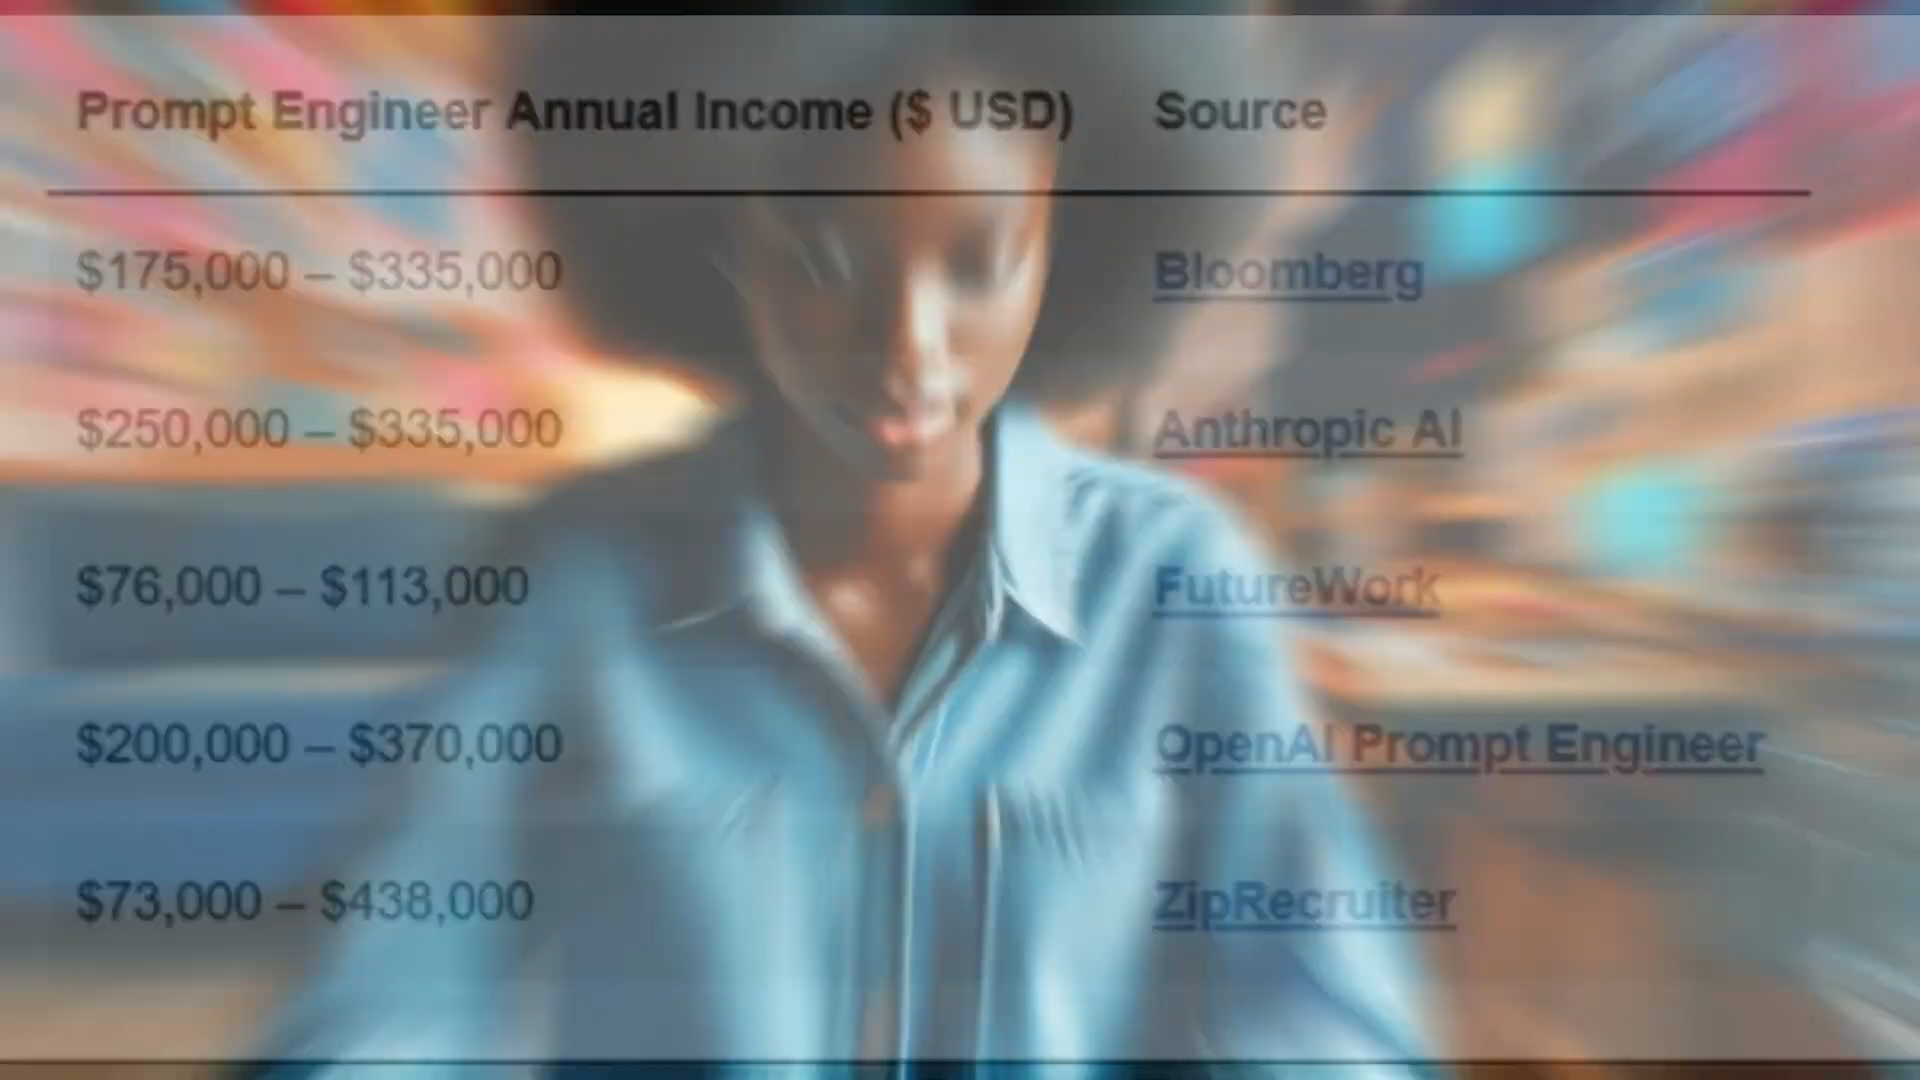 Prompt Engineer Annual Income ($ USD) Source
$175,000 – $335,000 Bloomberg
$250,000 – $335,000 Anthropic AI
$76,000 – $113,000 FutureWork
$200,000 – $370,000 OpenAI Prompt Engineer
$73,000 – $438,000 ZipRecruiter